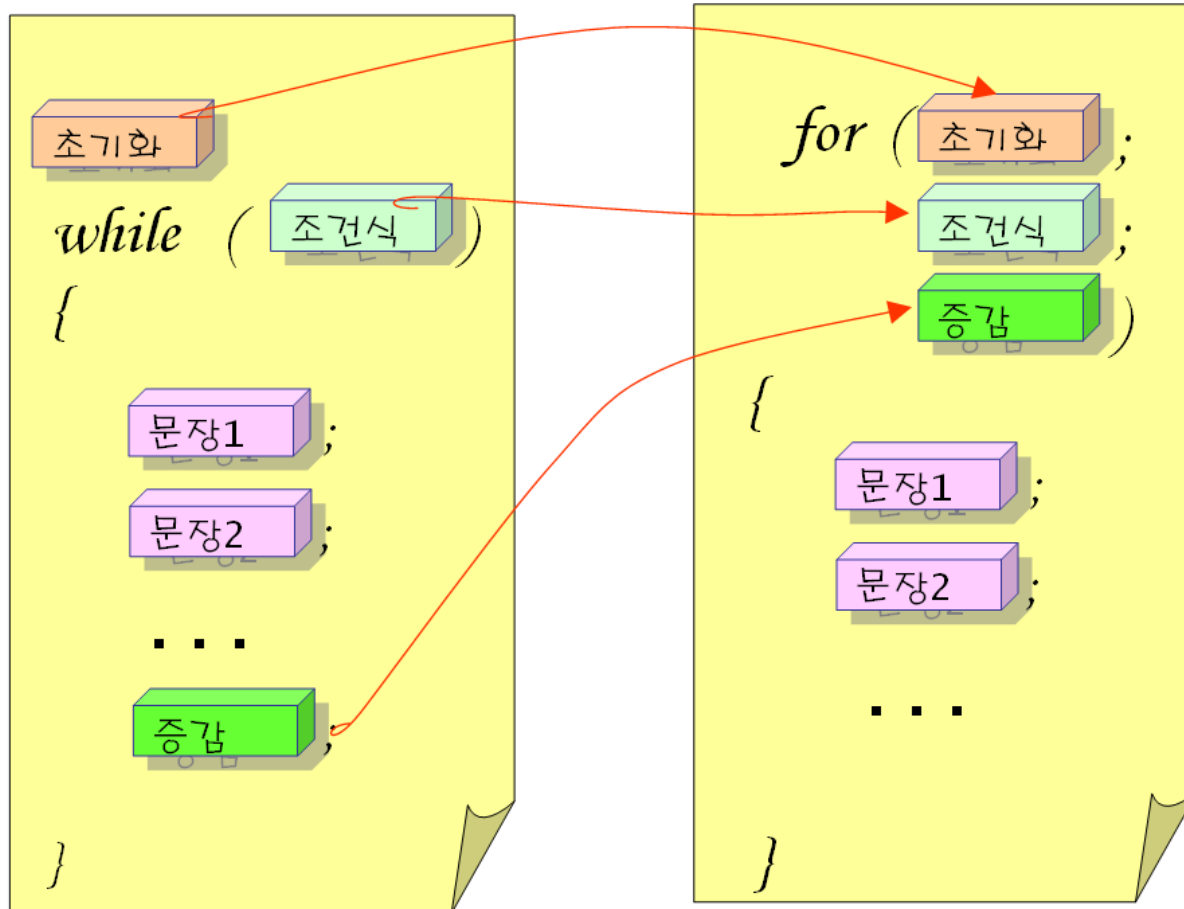 초기화
while ( 조건식 )
{
문장1 ;
문장2 ;
. . .
증감 ;
}
for ( 초기화 ;
조건식 ;
증감 )
{
문장1 ;
문장2 ;
. . .
}